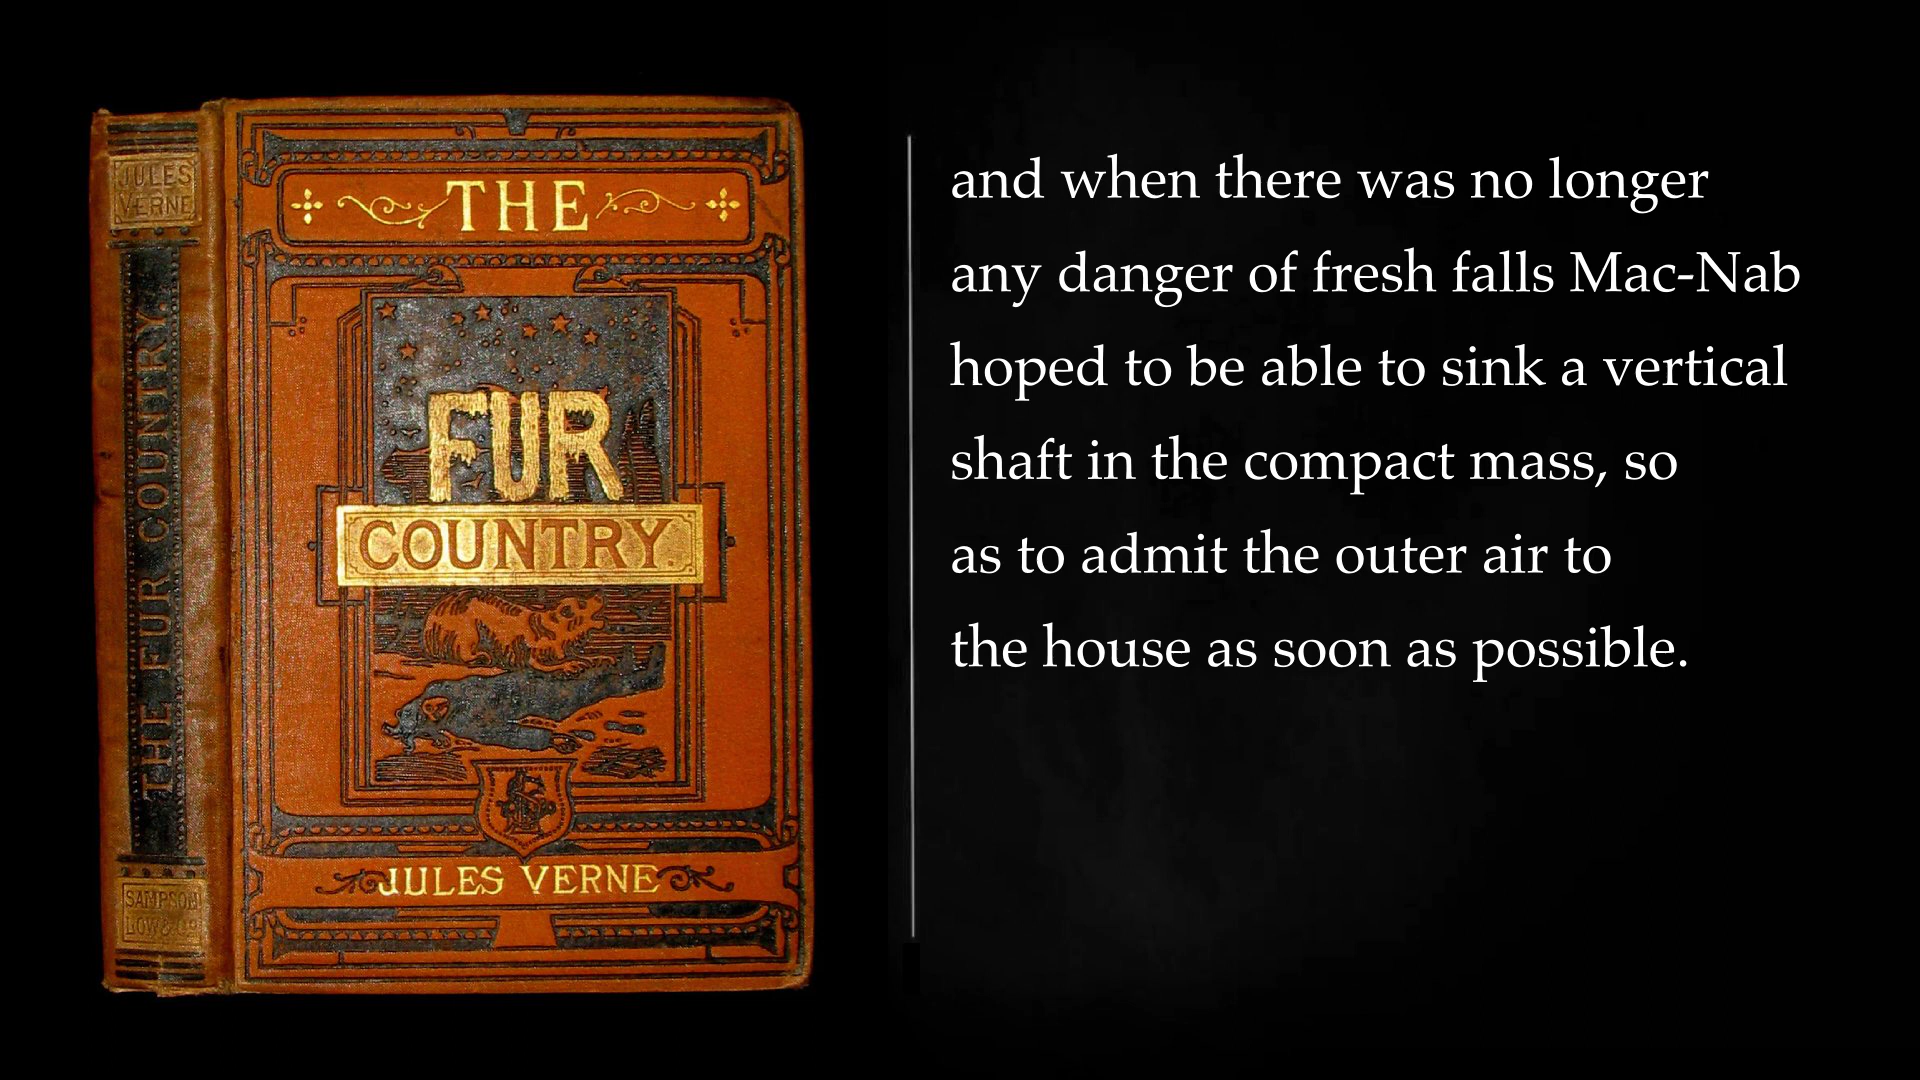 JULES
VERNE
THE FUR COUNTRY.
SAMPSON
LOW & Co
THE
FUR
COUNTRY.
JULES VERNE
and when there was no longer
any danger of fresh falls Mac-Nab
hoped to be able to sink a vertical
shaft in the compact mass, so
as to admit the outer air to
the house as soon as possible.